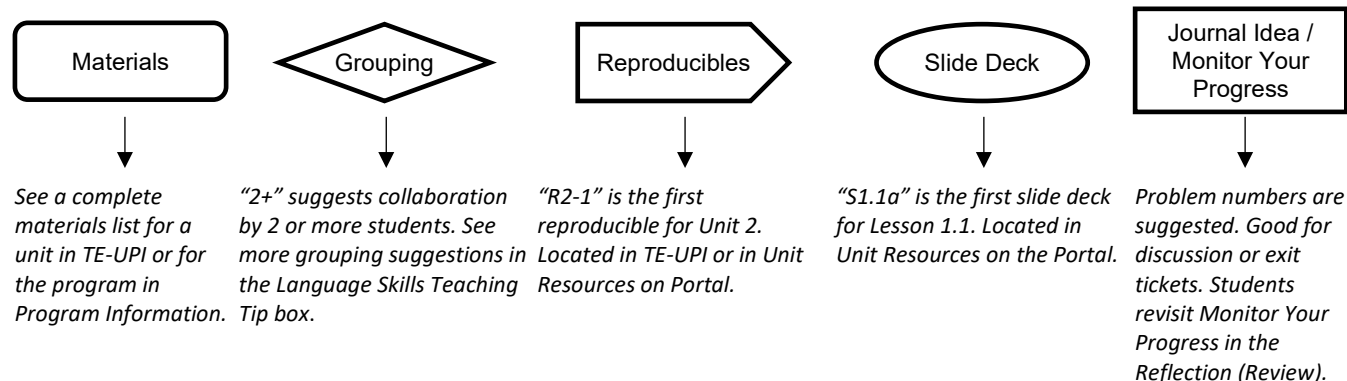 Materials
Grouping
Reproducibles
Slide Deck
Journal Idea /
Monitor Your
Progress
See a complete
materials list for a
unit in TE-UPI or for
the program in
Program Information.
“2+” suggests collaboration
by 2 or more students. See
more grouping suggestions in
the Language Skills Teaching
Tip box.
“R2-1” is the first
reproducible for Unit 2.
Located in TE-UPI or in Unit
Resources on Portal.
“S1.1a” is the first slide deck
for Lesson 1.1. Located in
Unit Resources on the Portal.
Problem numbers are
suggested. Good for
discussion or exit
tickets. Students
revisit Monitor Your
Progress in the
Reflection (Review).